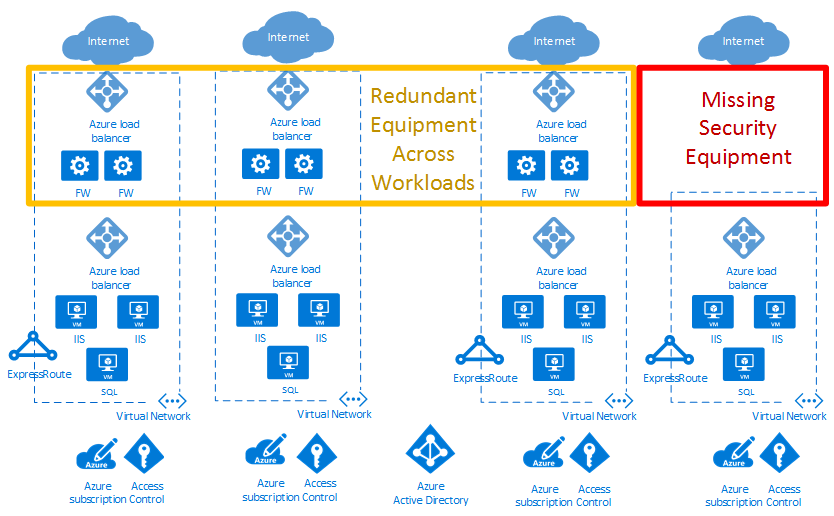 Internet
Internet
Internet
Internet
Azure load
balancer
Azure load
balancer
Redundant
Equipment
Across
Workloads
Azure load
balancer
Missing
Security
Equipment
FW FW
FW FW
FW FW
Azure load
balancer
Azure load
balancer
Azure load
balancer
Azure load
balancer
VM VM
VM VM
VM VM
VM VM
IIS IIS
IIS IIS
IIS IIS
IIS IIS
VM
VM
VM
VM
ExpressRoute
SQL
SQL
ExpressRoute
SQL
ExpressRoute
SQL
Virtual Network
Virtual Network
Virtual Network
Virtual Network
Azure
Azure
subscription
Access
Control
Azure
Azure
subscription
Access
Control
Azure
Active Directory
Azure
Azure
subscription
Access
Control
Azure
Azure
subscription
Access
Control